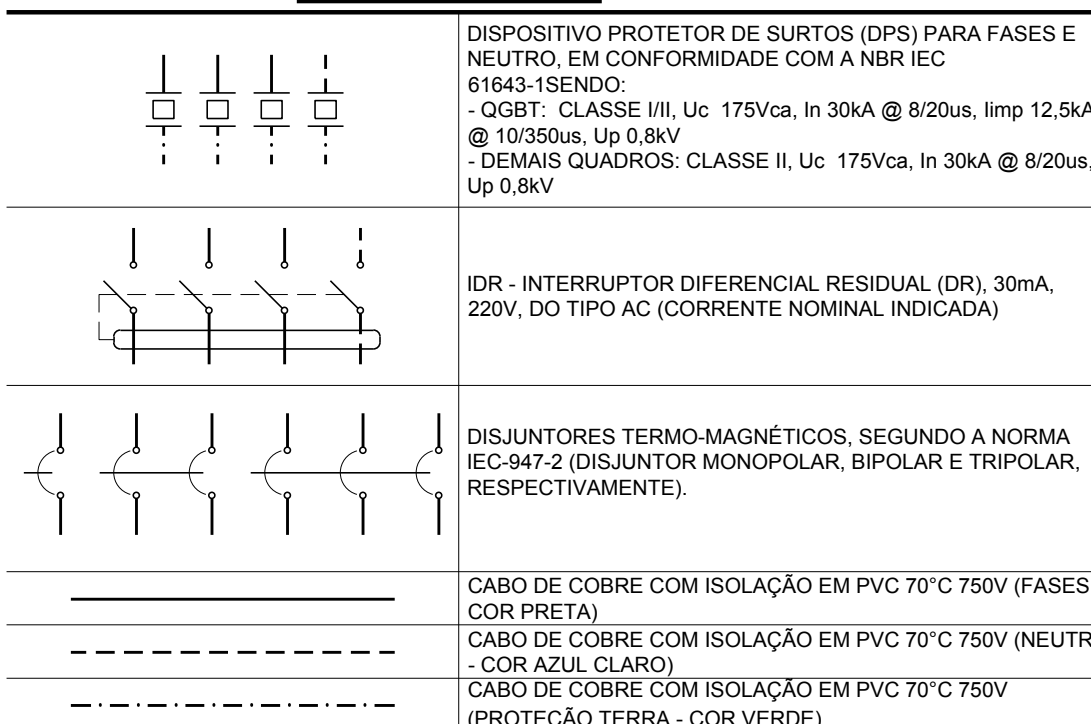 DISPOSITIVO PROTETOR DE SURTOS (DPS) PARA FASES E
NEUTRO, EM CONFORMIDADE COM A NBR IEC
61643-1SENDO:
- QGBT: CLASSE I/II, Uc 175Vca, In 30kA @ 8/20us, Iimp 12,5kA
@ 10/350us, Up 0,8kV
- DEMAIS QUADROS: CLASSE II, Uc 175Vca, In 30kA @ 8/20us,
Up 0,8kV
IDR - INTERRUPTOR DIFERENCIAL RESIDUAL (DR), 30mA,
220V, DO TIPO AC (CORRENTE NOMINAL INDICADA)
DISJUNTORES TERMO-MAGNÉTICOS, SEGUNDO A NORMA
IEC-947-2 (DISJUNTOR MONOPOLAR, BIPOLAR E TRIPOLAR,
RESPECTIVAMENTE).
CABO DE COBRE COM ISOLAÇÃO EM PVC 70°C 750V (FASES
COR PRETA)
CABO DE COBRE COM ISOLAÇÃO EM PVC 70°C 750V (NEUTR
- COR AZUL CLARO)
CABO DE COBRE COM ISOLAÇÃO EM PVC 70°C 750V
(PROTEÇÃO TERRA - COR VERDE)